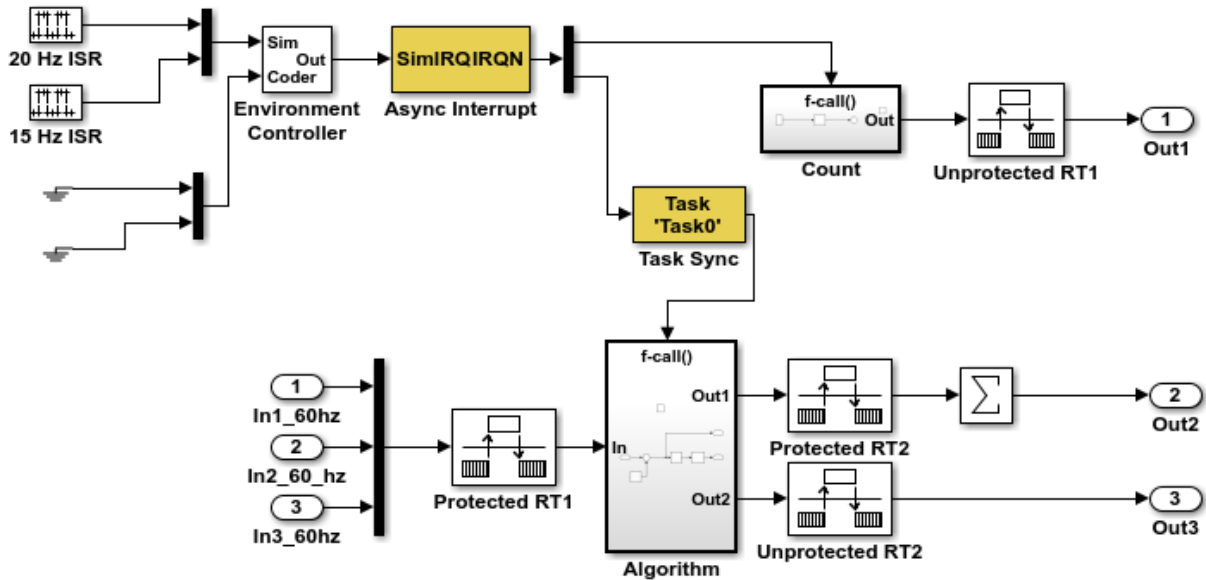 20 Hz ISR
15 Hz ISR
Sim
Out
Coder
Environment
Controller
SimIRQIRQN
Async Interrupt
f-call()
Out
Count
Unprotected RT1
1
Out1
Task
'Task0'
Task Sync
1
In1_60hz
2
In2_60_hz
3
In3_60hz
Protected RT1
f-call()
In
Out1
Out2
Algorithm
Protected RT2
Σ
2
Out2
Unprotected RT2
3
Out3